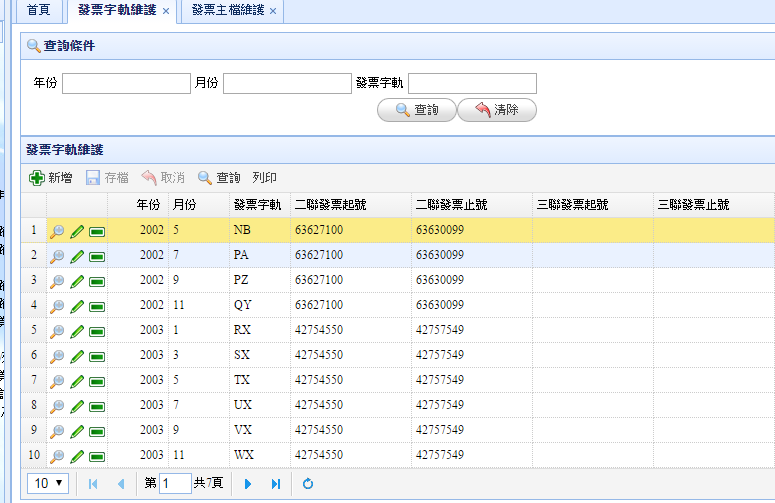 首頁 發票字軌維護 × 發票主檔維護 ×
查詢條件
年份 月份 發票字軌
查詢 清除
發票字軌維護
新增 存檔 取消 查詢 列印
年份 月份 發票字軌 二聯發票起號 二聯發票止號 三聯發票起號 三聯發票止號
1 2002 5 NB 63627100 63630099
2 2002 7 PA 63627100 63630099
3 2002 9 PZ 63627100 63630099
4 2002 11 QY 63627100 63630099
5 2003 1 RX 42754550 42757549
6 2003 3 SX 42754550 42757549
7 2003 5 TX 42754550 42757549
8 2003 7 UX 42754550 42757549
9 2003 9 VX 42754550 42757549
10 2003 11 WX 42754550 42757549
10 第 1 共7頁